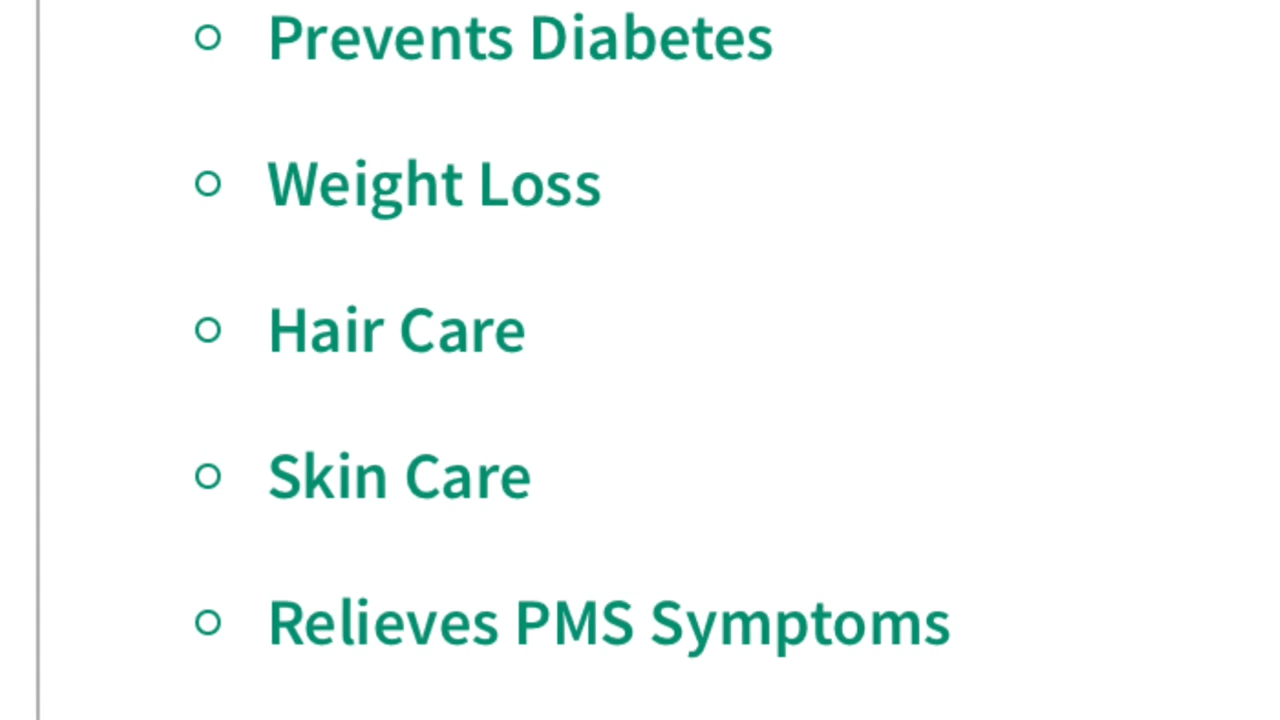 Prevents Diabetes
Weight Loss
Hair Care
Skin Care
Relieves PMS Symptoms